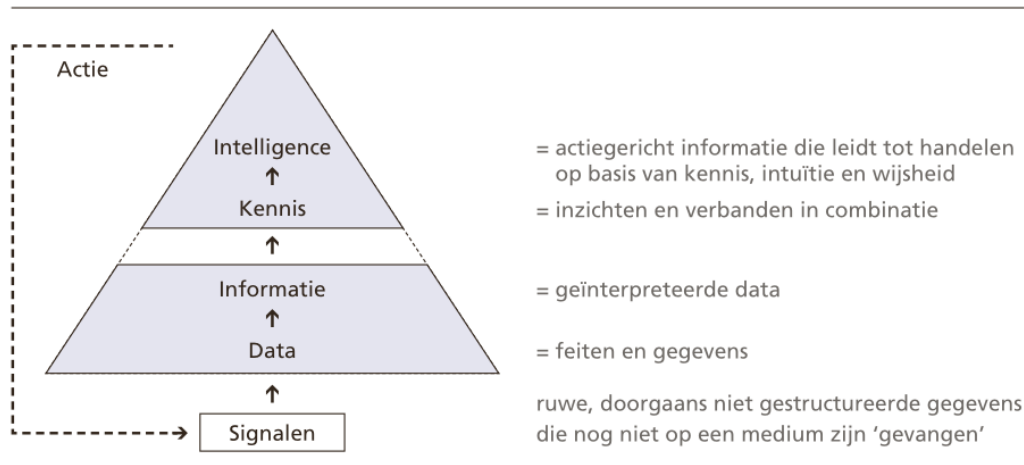 Actie
Intelligence
= actiegericht informatie die leidt tot handelen
op basis van kennis, intuïtie en wijsheid
Kennis
= inzichten en verbanden in combinatie
Informatie
= geïnterpreteerde data
Data
= feiten en gegevens
Signalen
ruwe, doorgaans niet gestructureerde gegevens
die nog niet op een medium zijn ‘gevangen’